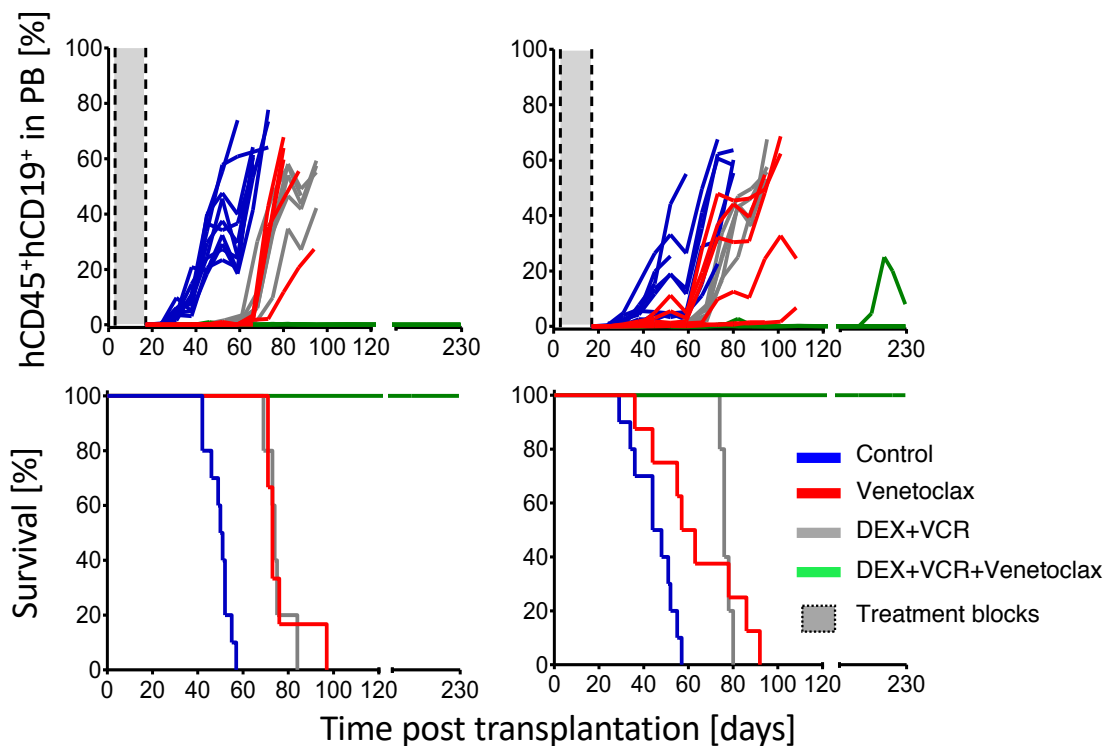 hCD45⁺hCD19⁺ in PB [%]
100
80
60
40
20
0
0 20 40 60 80 100 120 230
100
80
60
40
20
0
0 20 40 60 80 100 120 230
Survival [%]
100
80
60
40
20
0
0 20 40 60 80 100 120 230
100
80
60
40
20
0
0 20 40 60 80 100 120 230
Control
Venetoclax
DEX+VCR
DEX+VCR+Venetoclax
Treatment blocks
Time post transplantation [days]